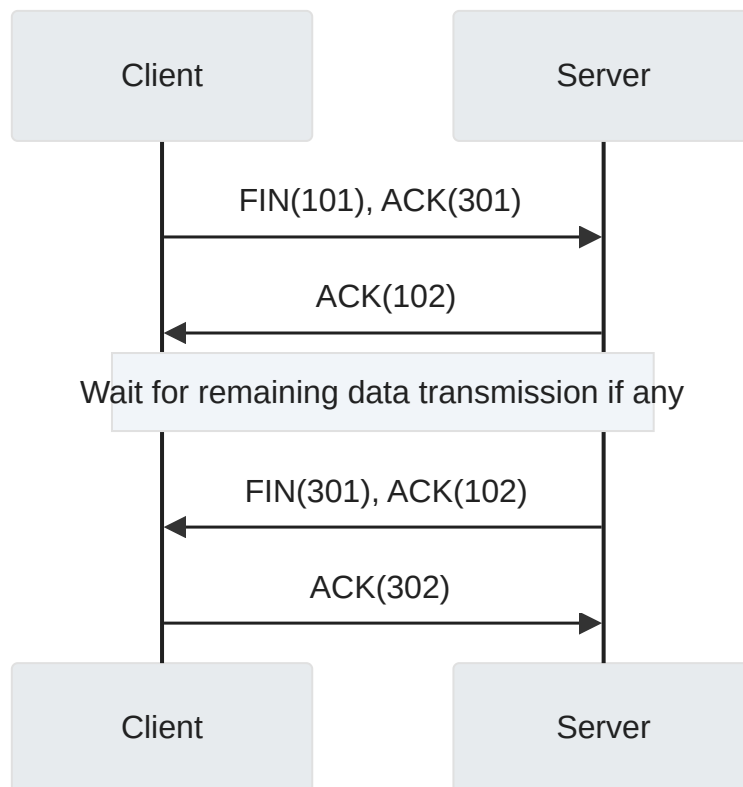 Client
Server
FIN(101), ACK(301)
ACK(102)
Wait for remaining data transmission if any
FIN(301), ACK(102)
ACK(302)
Client
Server